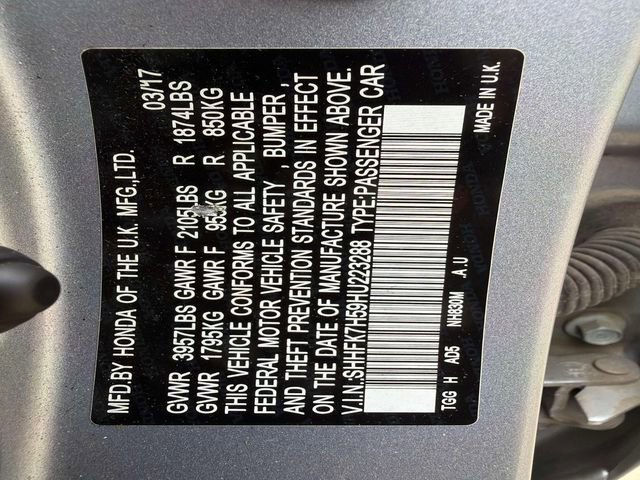 MFD.BY HONDA OF THE U.K. MFG.,LTD. 03/17
GVWR 3957LBS GAWR F 2105LBS R 1874LBS
GVWR 1795KG GAWR F KG R 850KG
THIS VEHICLE CONFORMS TO ALL APPLICABLE
FEDERAL MOTOR VEHICLE SAFETY , BUMPER ,
AND THEFT PREVENTION STANDARDS IN EFFECT
ON THE DATE OF MANUFACTURE SHOWN ABOVE.
V.I.N.:SHHFK7H59HU223288 TYPE:PASSENGER CAR
TGG H AD5 NH830M .A.U MADE IN U.K.